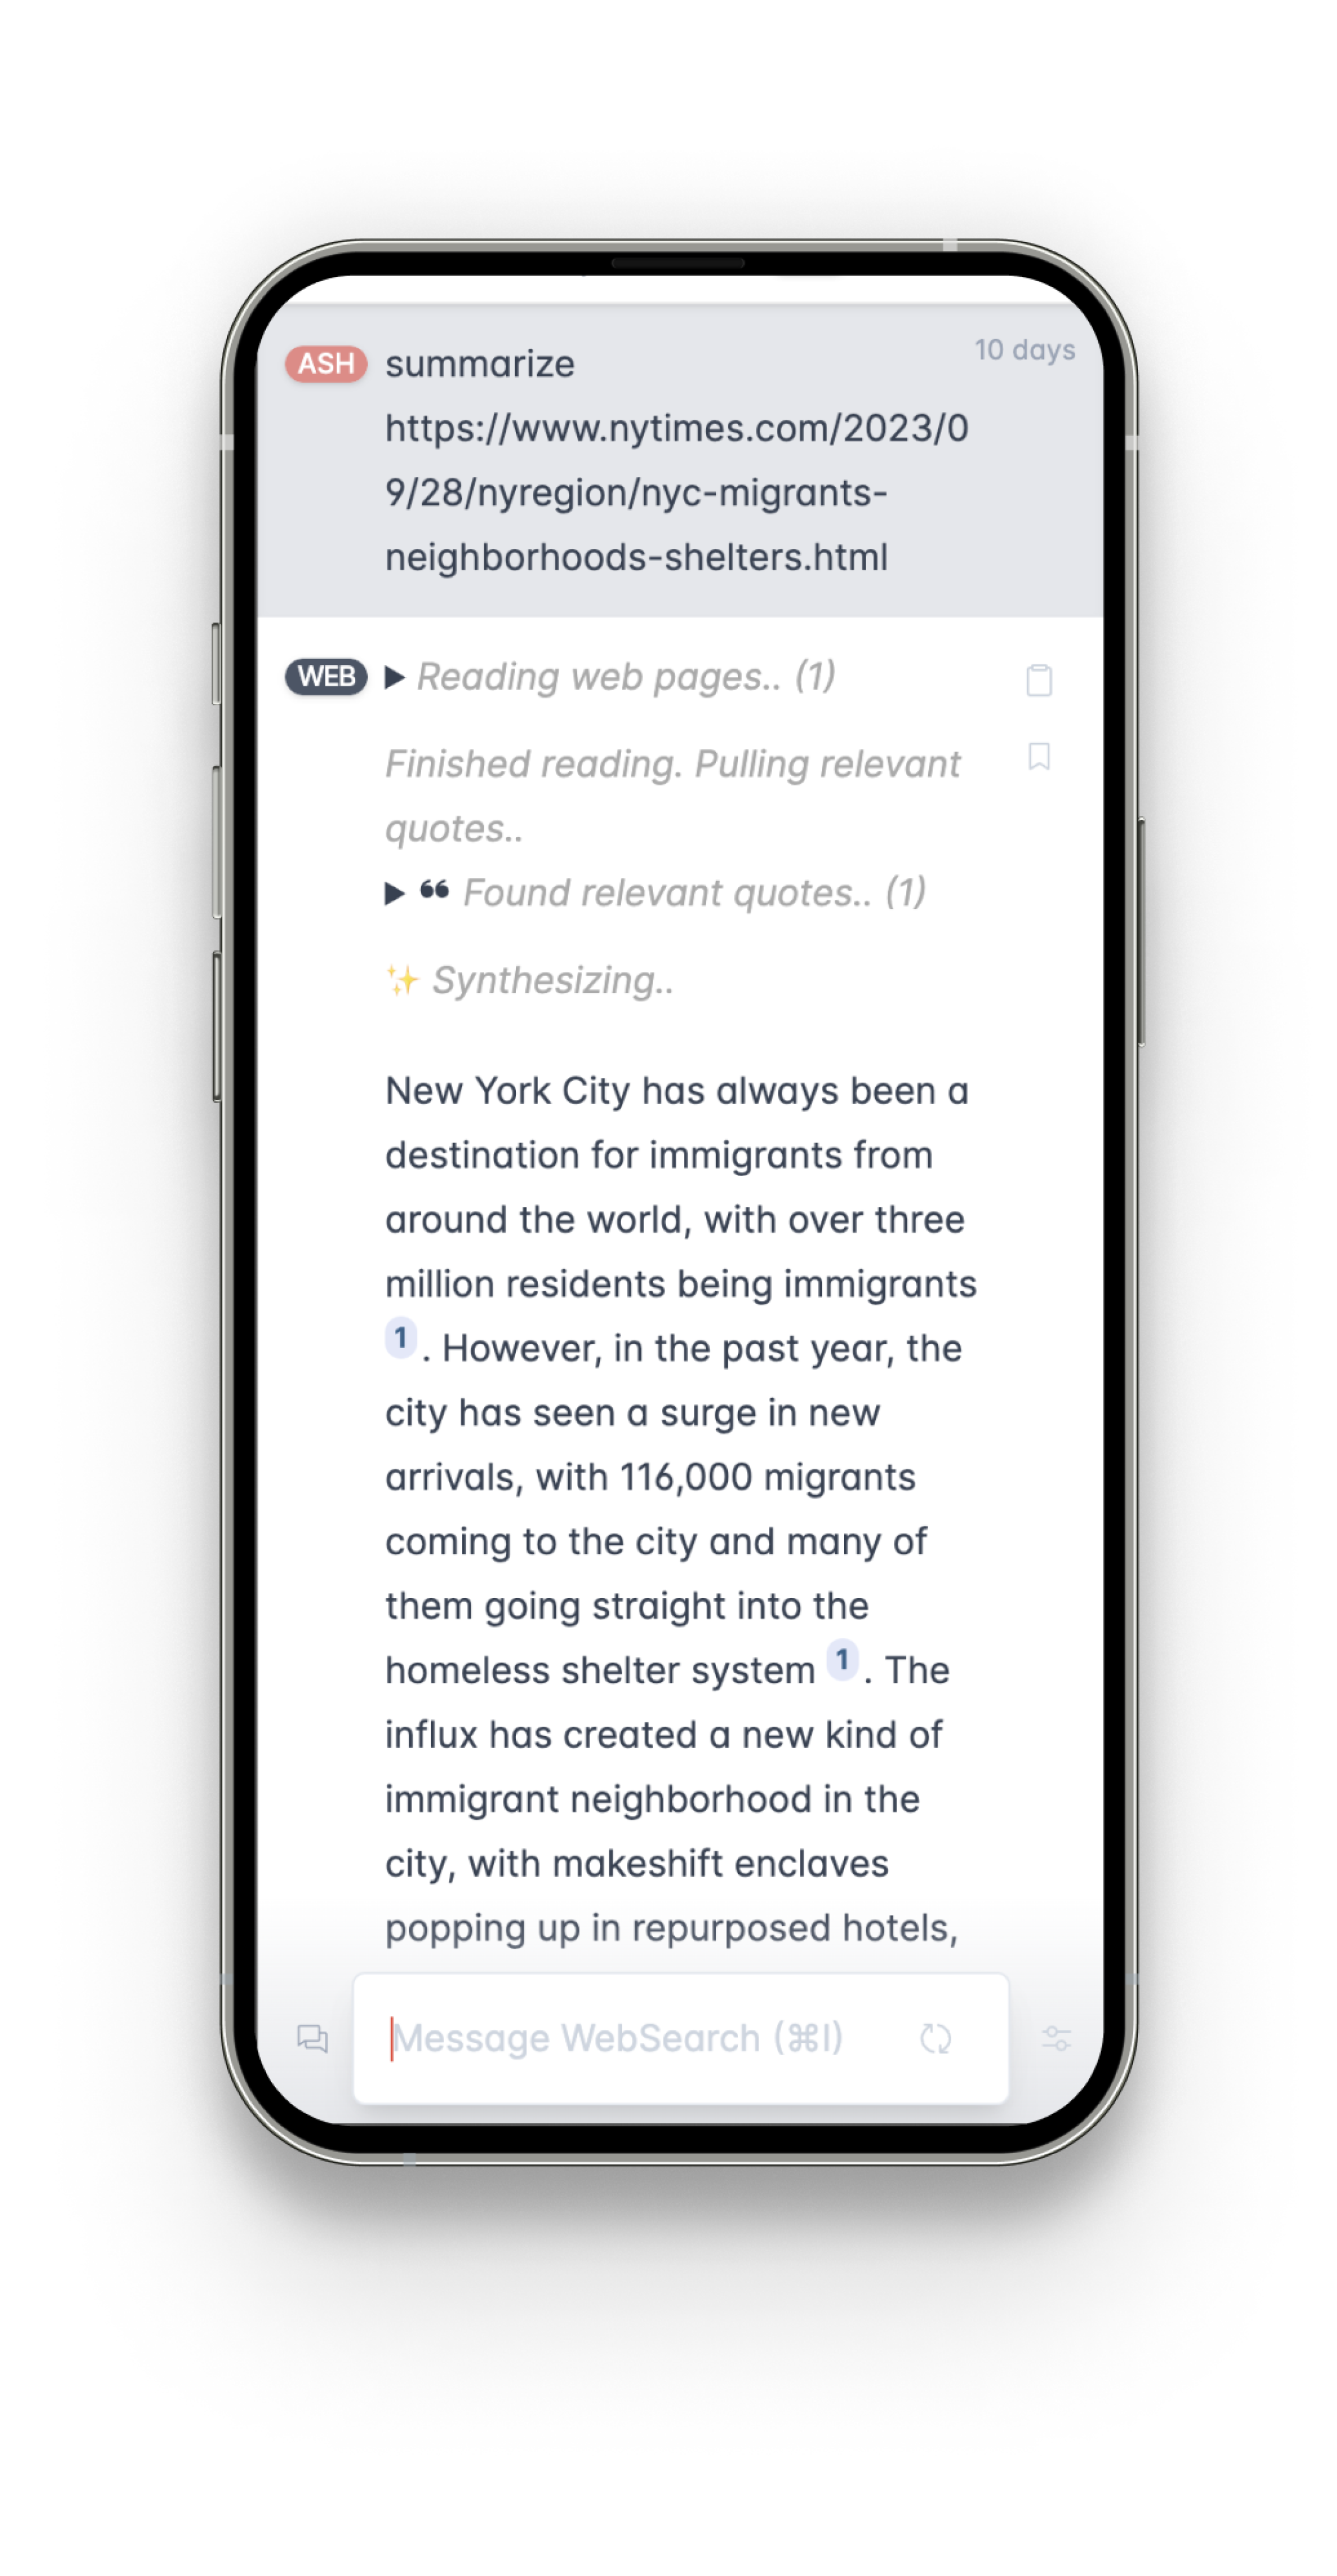 ASH summarize 10 days
https://www.nytimes.com/2023/0
9/28/nyregion/nyc-migrants-
neighborhoods-shelters.html
WEB ▶ Reading web pages.. (1)
Finished reading. Pulling relevant
quotes..
▶ ❝ Found relevant quotes.. (1)
✨ Synthesizing..
New York City has always been a
destination for immigrants from
around the world, with over three
million residents being immigrants
1 . However, in the past year, the
city has seen a surge in new
arrivals, with 116,000 migrants
coming to the city and many of
them going straight into the
homeless shelter system 1 . The
influx has created a new kind of
immigrant neighborhood in the
city, with makeshift enclaves
popping up in repurposed hotels,
Message WebSearch (⌘I)